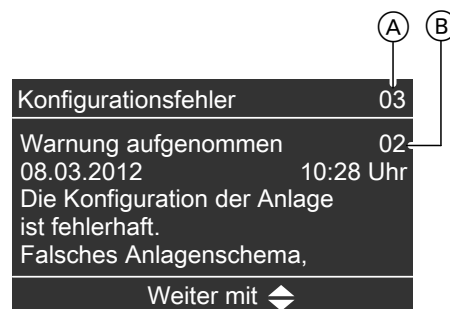 A B
Konfigurationsfehler 03
Warnung aufgenommen 02
08.03.2012 10:28 Uhr
Die Konfiguration der Anlage
ist fehlerhaft.
Falsches Anlagenschema,
Weiter mit